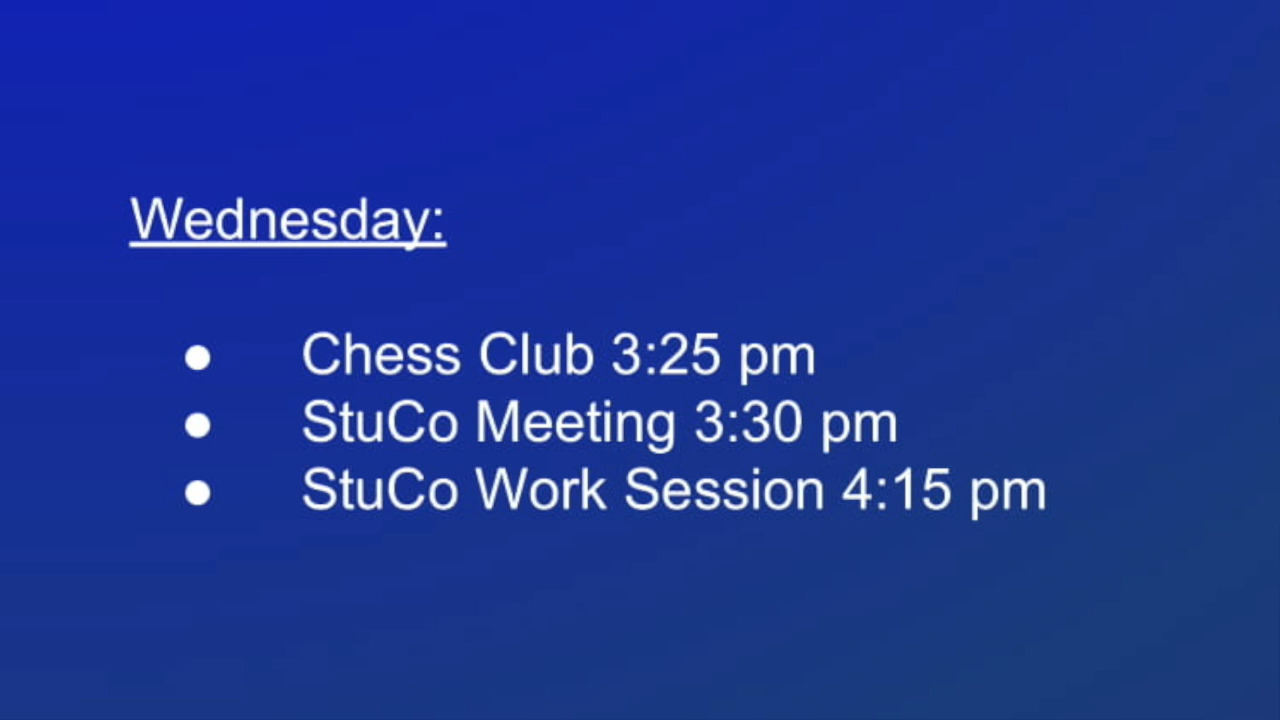 Wednesday:
● Chess Club 3:25 pm
● StuCo Meeting 3:30 pm
● StuCo Work Session 4:15 pm